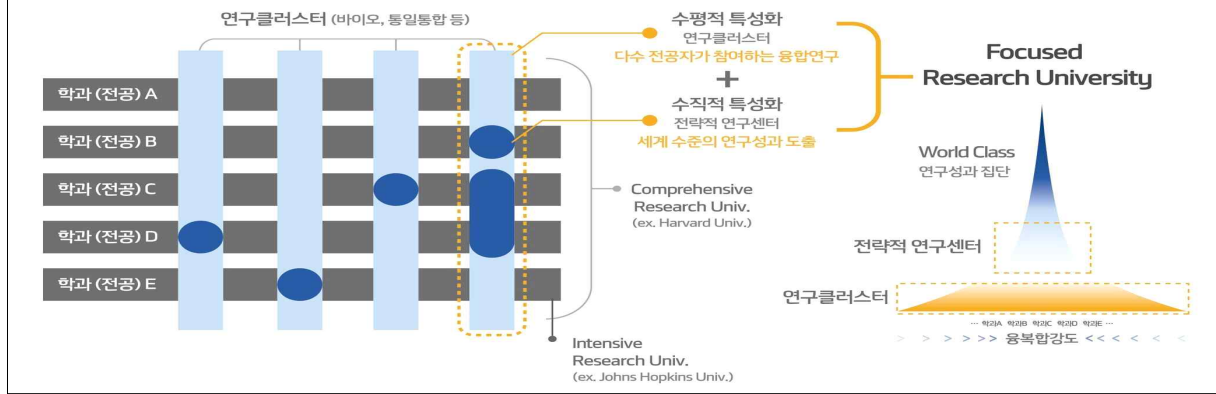 연구클러스터 (바이오, 통일통합 등)
학과 (전공) A
학과 (전공) B
학과 (전공) C
학과 (전공) D
학과 (전공) E
수평적 특성화
연구클러스터
다수 전공자가 참여하는 융합연구
+
수직적 특성화
전략적 연구센터
세계 수준의 연구성과 도출
Comprehensive
Research Univ.
(ex. Harvard Univ.)
Intensive
Research Univ.
(ex. Johns Hopkins Univ.)
Focused
Research University
World Class
연구성과 집단
전략적 연구센터
연구클러스터
··· 학과A 학과B 학과C 학과D 학과E ···
> > > >>> 융복합강도 <<< < < <